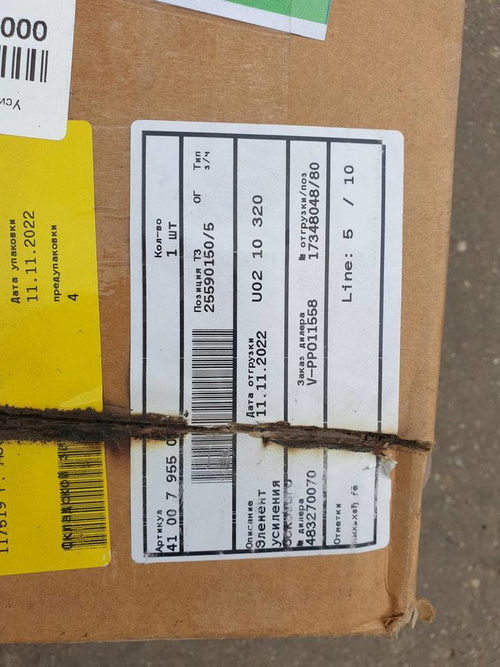 000
Дата упаковки
11.11.2022
предупаковки
4
Артикул
41 00 7 955 0
Кол-во
1 ШТ
Позиция ТЗ
25590150/5
ОГ
Тип з/ч
Описание
Элемент
усиления
Дата отгрузки
11.11.2022
U02 10 320
№ дилера
483270070
Заказ дилера
V-PP011558
№ отгрузки/поз
17348048/80
Отметки
Line: 5 / 10